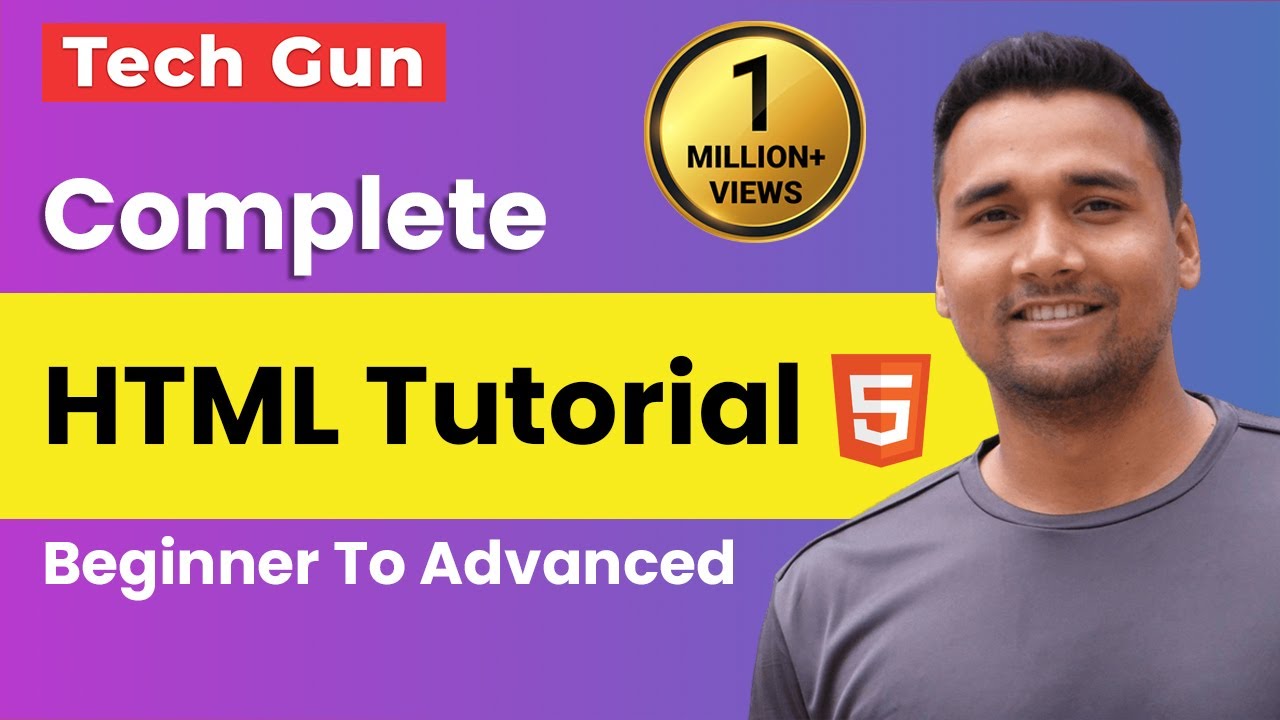 Tech Gun
1
MILLION+
VIEWS
Complete
HTML Tutorial 5
Beginner To Advanced